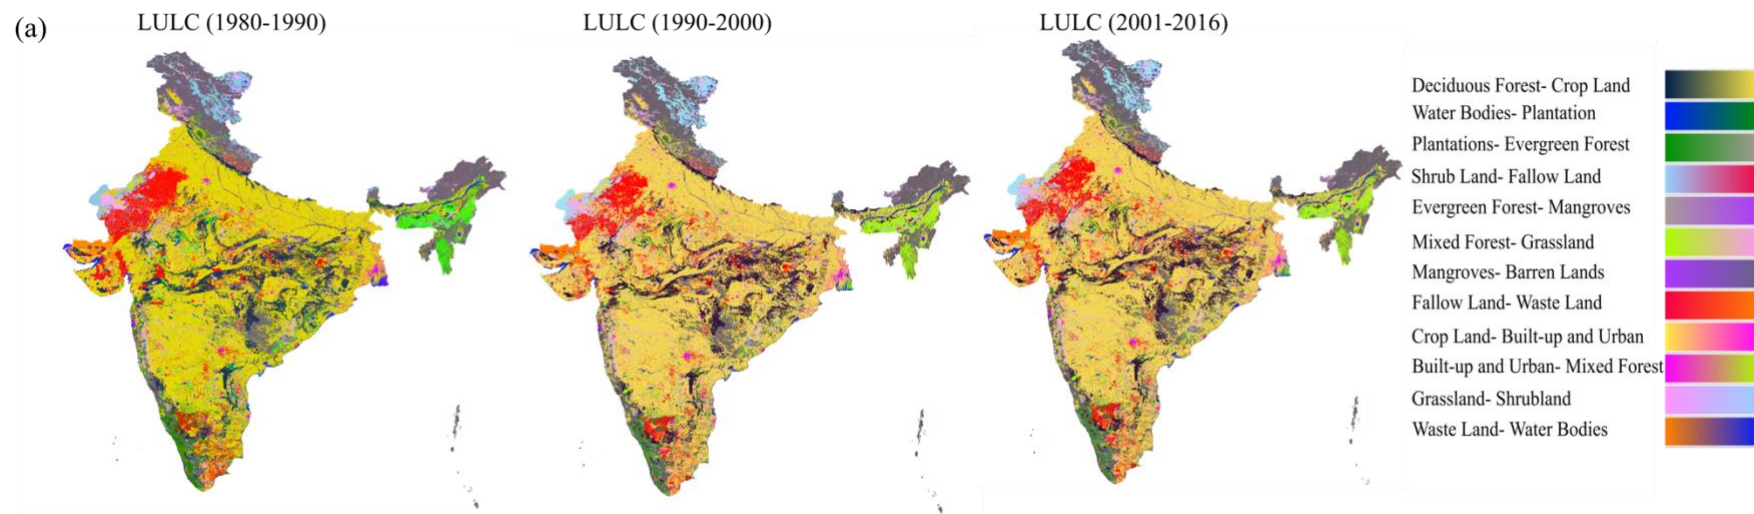 (a)
LULC (1980-1990)
LULC (1990-2000)
LULC (2001-2016)
Deciduous Forest- Crop Land
Water Bodies- Plantation
Plantations- Evergreen Forest
Shrub Land- Fallow Land
Evergreen Forest- Mangroves
Mixed Forest- Grassland
Mangroves- Barren Lands
Fallow Land- Waste Land
Crop Land- Built-up and Urban
Built-up and Urban- Mixed Forest
Grassland- Shrubland
Waste Land- Water Bodies